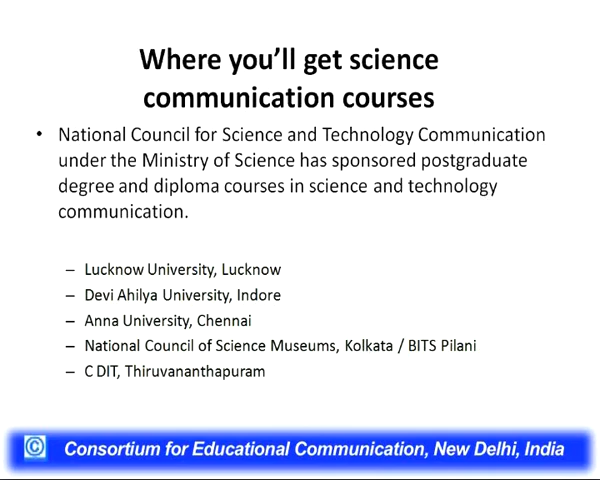 Where you’ll get science
communication courses
• National Council for Science and Technology Communication
under the Ministry of Science has sponsored postgraduate
degree and diploma courses in science and technology
communication.
– Lucknow University, Lucknow
– Devi Ahilya University, Indore
– Anna University, Chennai
– National Council of Science Museums, Kolkata / BITS Pilani
– C DIT, Thiruvananthapuram
© Consortium for Educational Communication, New Delhi, India